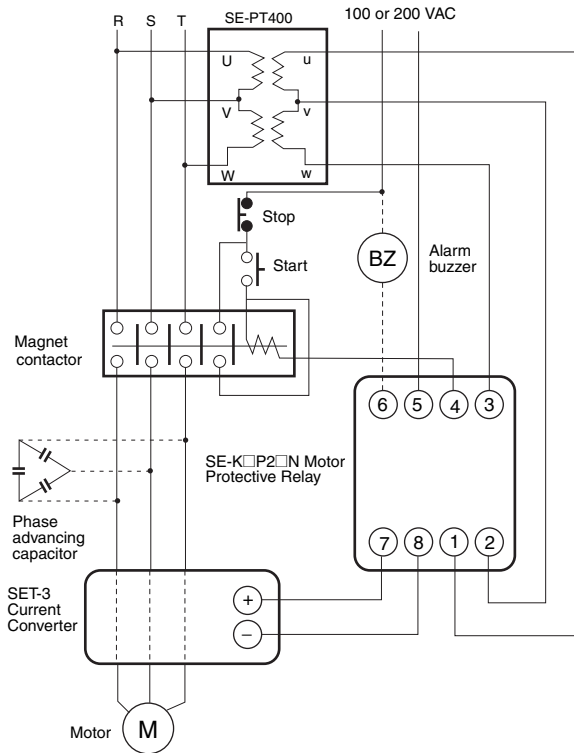 SE-PT400
100 or 200 VAC
R S T
U u
V v
W w
Stop
BZ
Alarm
buzzer
Start
Magnet
contactor
6 5 4 3
SE-K□P2□N Motor
Protective Relay
Phase
advancing
capacitor
7 8 1 2
SET-3
Current
Converter
+
−
Motor
M